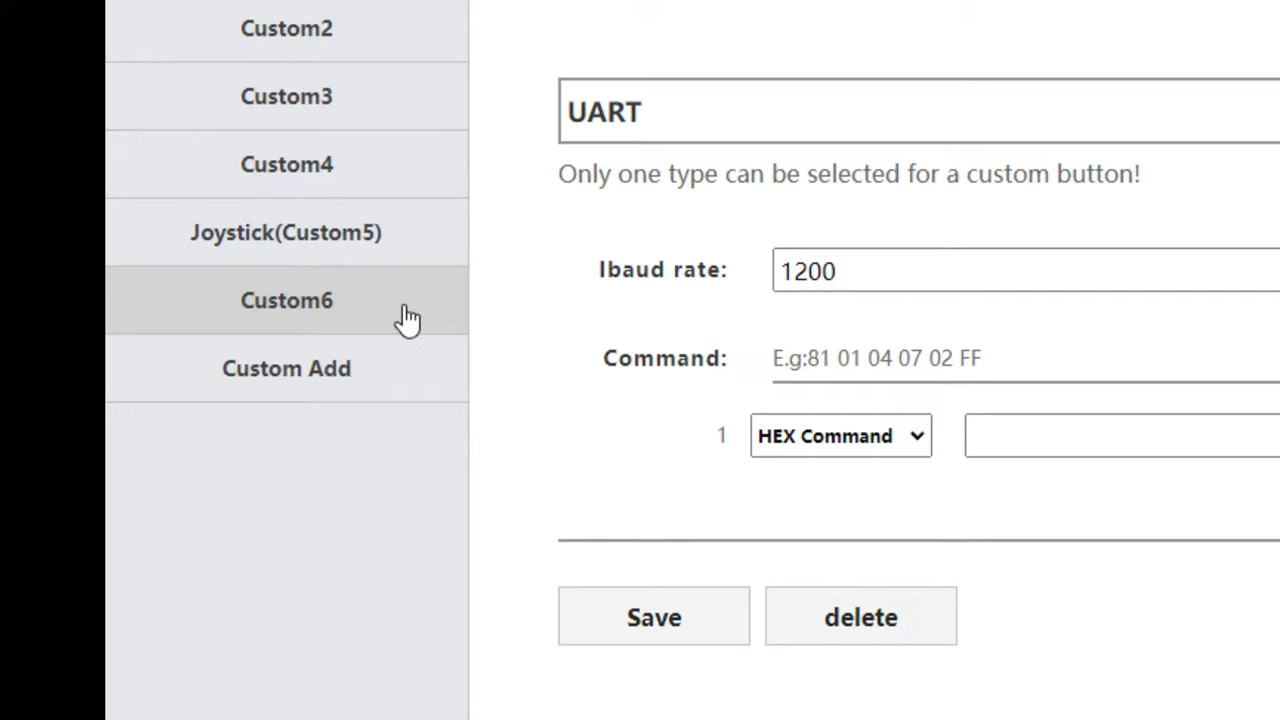 Custom2
Custom3
Custom4
Joystick(Custom5)
Custom6
Custom Add
UART
Only one type can be selected for a custom button!
Ibaud rate: 1200
Command: E.g:81 01 04 07 02 FF
1 HEX Command
Save delete